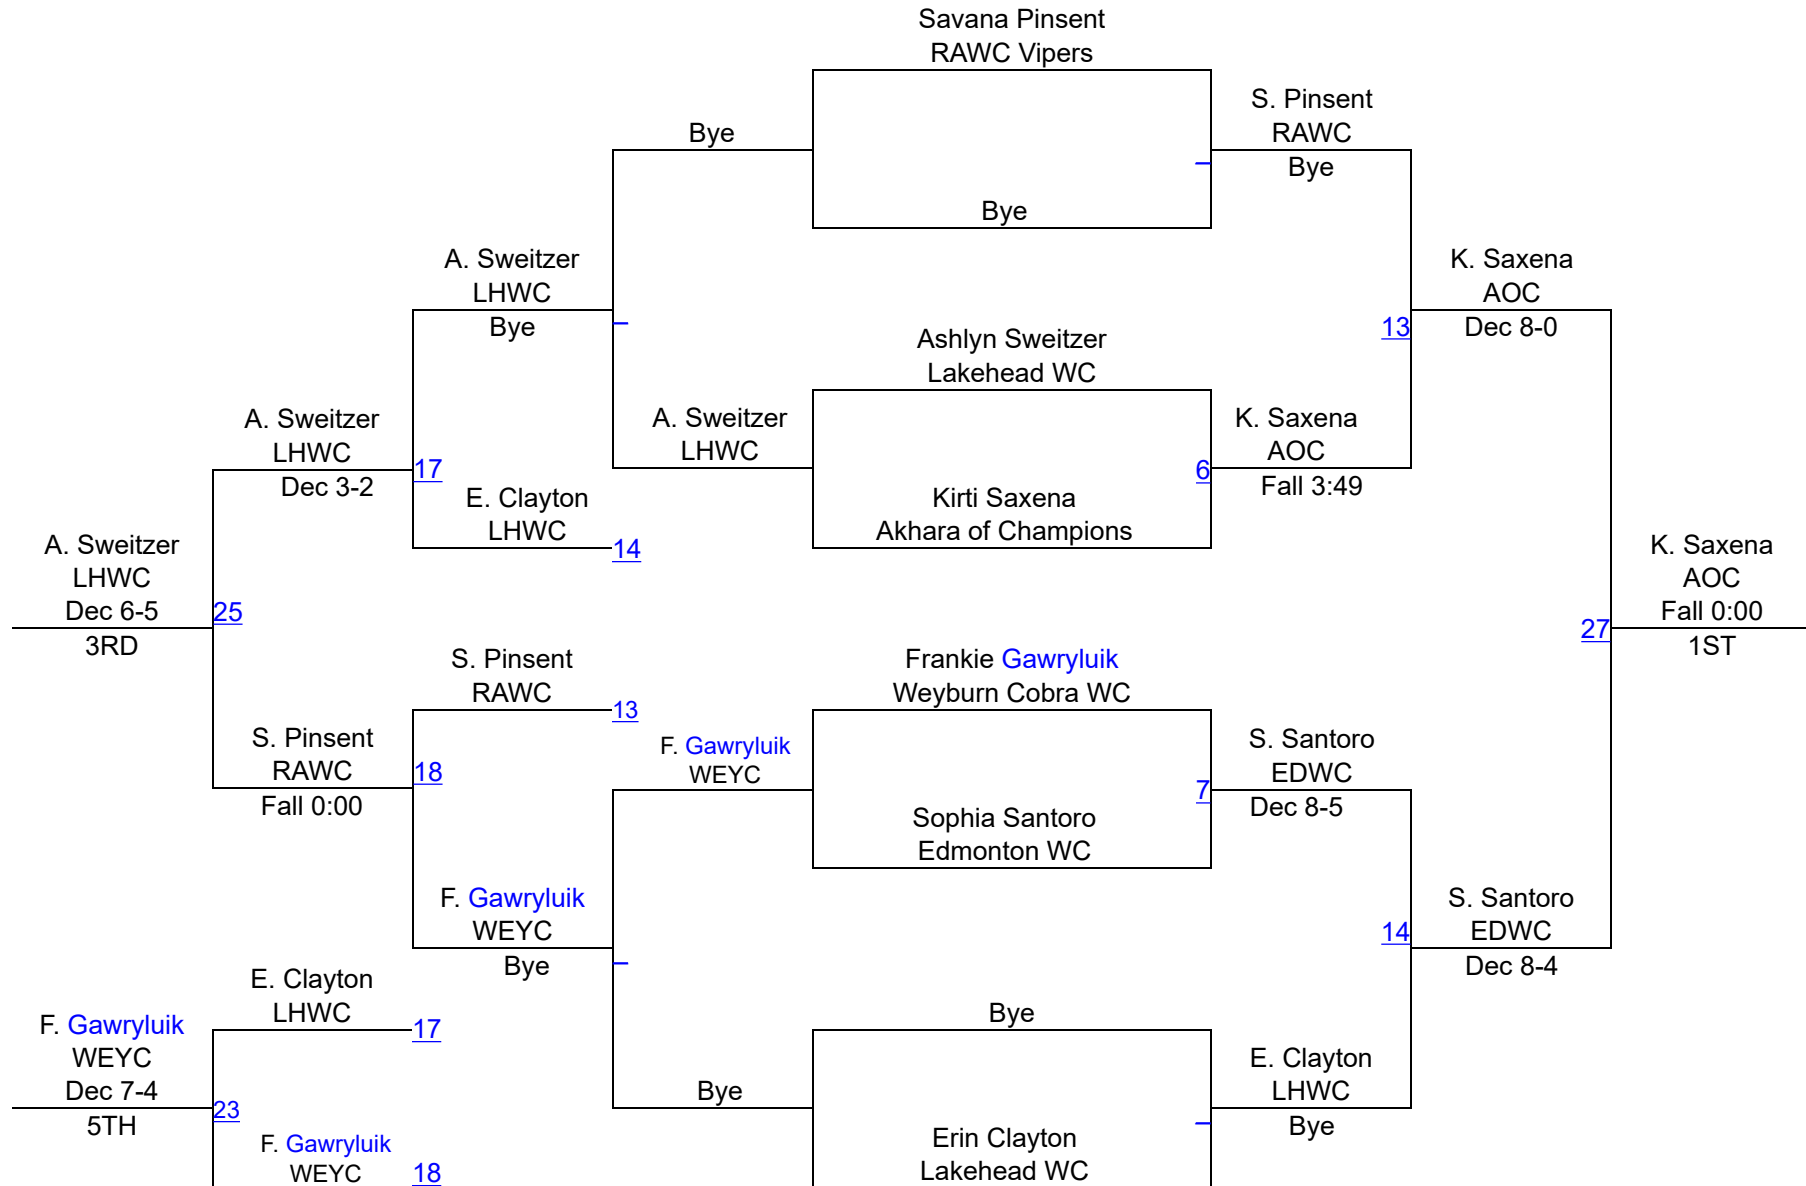 Savana Pinsent
RAWC Vipers
S. Pinsent
RAWC
Bye
Bye
Bye
A. Sweitzer
LHWC
Bye
K. Saxena
AOC
Dec 8-0
13
Ashlyn Sweitzer
Lakehead WC
A. Sweitzer
LHWC
Dec 3-2
17
A. Sweitzer
LHWC
K. Saxena
AOC
Fall 3:49
6
Kirti Saxena
Akhara of Champions
E. Clayton
LHWC
14
A. Sweitzer
LHWC
Dec 6-5
3RD
25
K. Saxena
AOC
Fall 0:00
1ST
27
S. Pinsent
RAWC
13
Frankie Gawryluik
Weyburn Cobra WC
S. Pinsent
RAWC
Fall 0:00
18
F. Gawryluik
WEYC
S. Santoro
EDWC
Dec 8-5
7
Sophia Santoro
Edmonton WC
F. Gawryluik
WEYC
Bye
S. Santoro
EDWC
Dec 8-4
14
E. Clayton
LHWC
17
Bye
F. Gawryluik
WEYC
Dec 7-4
5TH
23
Bye
E. Clayton
LHWC
Bye
F. Gawryluik
WEYC
18
Erin Clayton
Lakehead WC